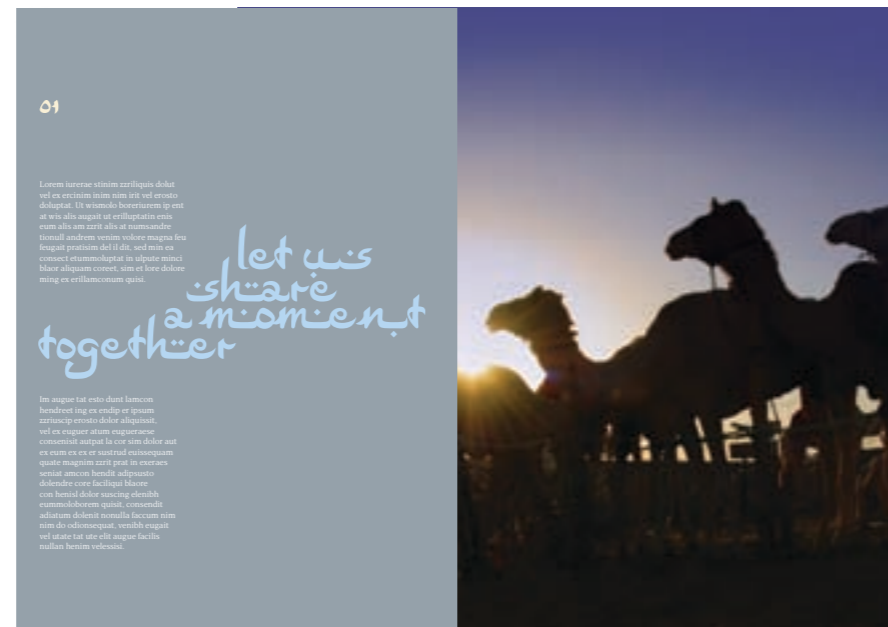 01
Lorem iurerae stinim zzriliquis dolut
vel ex ercinim inim nim irit vel erosto
doluptat. Ut wismolo boreriurem ip ent
at wis alis augait ut erilluptatin enis
eum alis am zzrit alis at numsandre
tionull andrem venim volore magna feu
feugait pratisim del il dit, sed min ea
consect etummoluptat in ulpute minci
blaor aliquam coreet, sim et lore dolore
ming ex erillamconum quisi.
let us
share
a moment
together
Im augue tat esto dunt lamcon
hendreet ing ex endip er ipsum
zzriuscip erosto dolor aliquissit,
vel ex euguer atum eugueraese
consenisit autpat la cor sim dolor aut
ex eum ex ex er sustrud euissequam
quate magnim zzrit prat in exeraes
seniat amcon hendit adipsusto
dolendre core faciliqui blaore
con henisl dolor suscing elenibh
eummoloborem quisit, consendit
adiatum dolenit nonulla faccum nim
nim do odionsequat, venibh eugait
vel utate tat ute elit augue facilis
nullan henim velessisi.